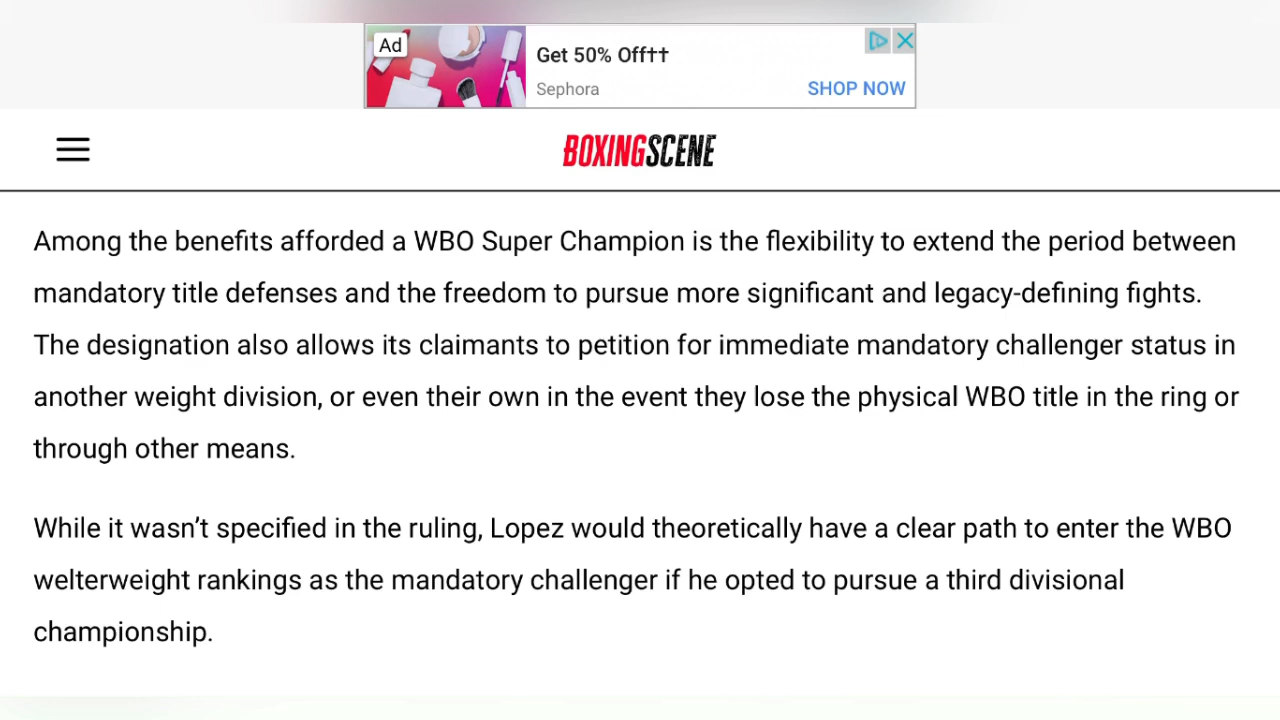 Ad
Get 50% Off††
Sephora
SHOP NOW
BOXINGSCENE
Among the benefits afforded a WBO Super Champion is the flexibility to extend the period between
mandatory title defenses and the freedom to pursue more significant and legacy-defining fights.
The designation also allows its claimants to petition for immediate mandatory challenger status in
another weight division, or even their own in the event they lose the physical WBO title in the ring or
through other means.
While it wasn’t specified in the ruling, Lopez would theoretically have a clear path to enter the WBO
welterweight rankings as the mandatory challenger if he opted to pursue a third divisional
championship.